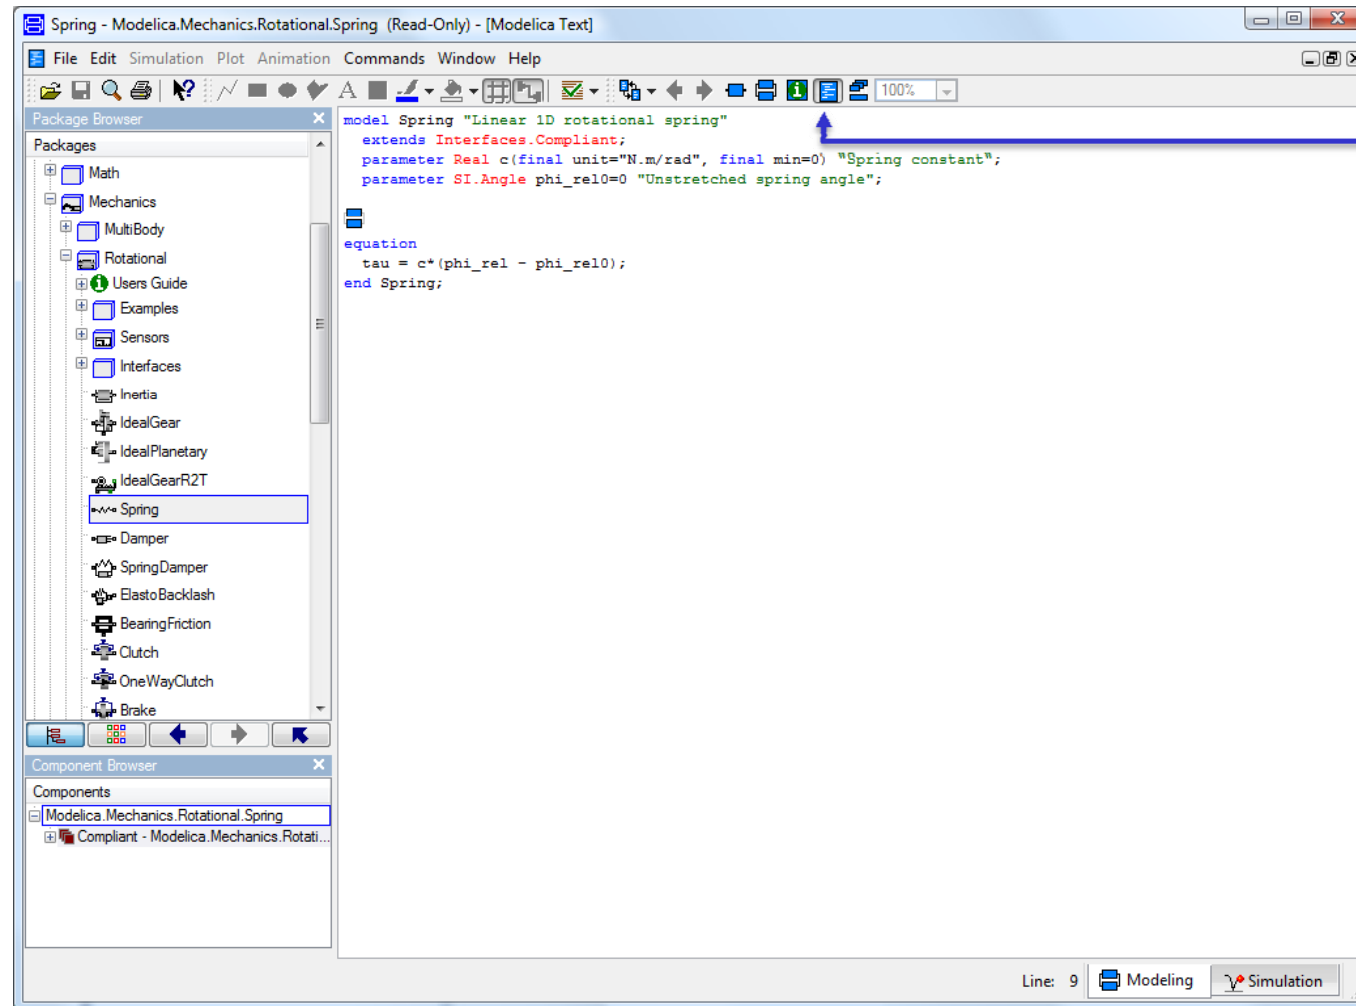 Spring - Modelica.Mechanics.Rotational.Spring (Read-Only) - [Modelica Text]
File Edit Simulation Plot Animation Commands Window Help
100%
Package Browser
Packages
Math
Mechanics
MultiBody
Rotational
Users Guide
Examples
Sensors
Interfaces
Inertia
IdealGear
IdealPlanetary
IdealGearR2T
Spring
Damper
SpringDamper
ElastoBacklash
BearingFriction
Clutch
OneWayClutch
Brake
Component Browser
Components
Modelica.Mechanics.Rotational.Spring
Compliant - Modelica.Mechanics.Rotati...
model Spring "Linear 1D rotational spring"
extends Interfaces.Compliant;
parameter Real c(final unit="N.m/rad", final min=0) "Spring constant";
parameter SI.Angle phi_rel0=0 "Unstretched spring angle";
equation
tau = c*(phi_rel - phi_rel0);
end Spring;
Line: 9 Modeling Simulation